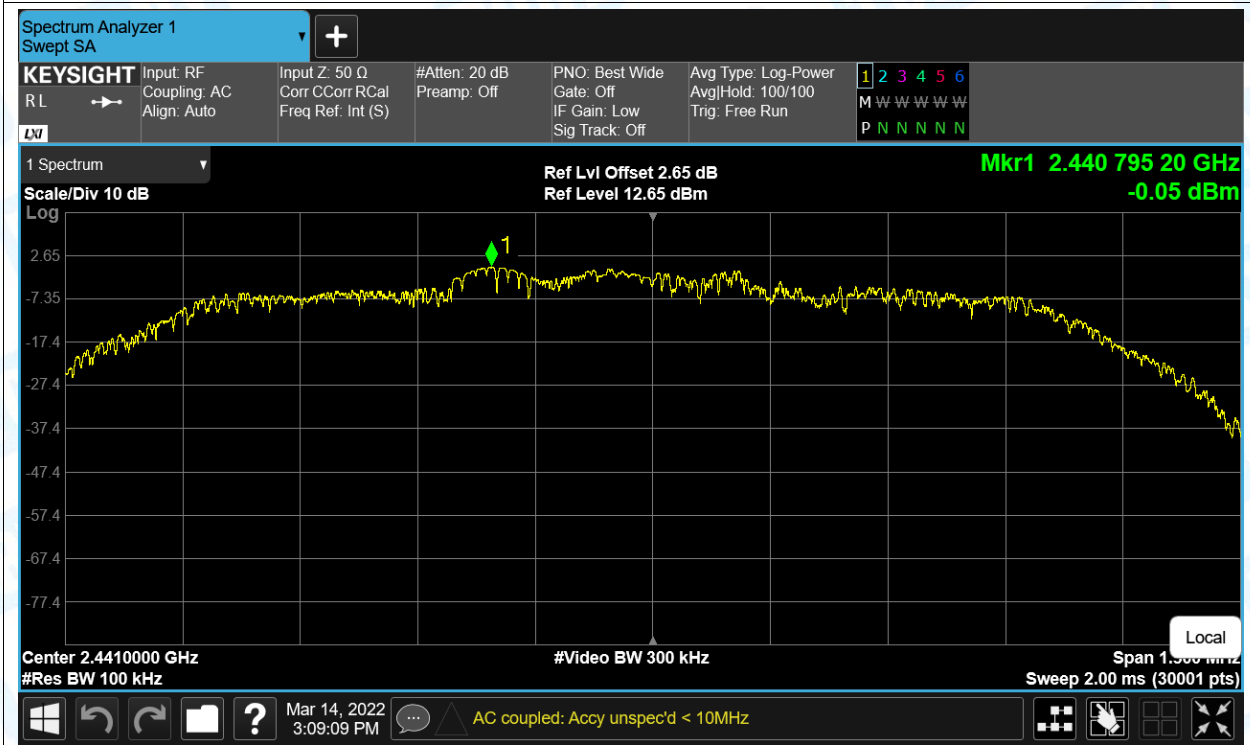 Spectrum Analyzer 1
Swept SA
KEYSIGHT
R L
LXI
Input: RF
Coupling: AC
Align: Auto
Input Z: 50 Ω
Corr CCorr RCal
Freq Ref: Int (S)
#Atten: 20 dB
Preamp: Off
PNO: Best Wide
Gate: Off
IF Gain: Low
Sig Track: Off
Avg Type: Log-Power
Avg|Hold: 100/100
Trig: Free Run
1 2 3 4 5 6
M W W W W W
P N N N N N
1 Spectrum
Scale/Div 10 dB
Log
Ref Lvl Offset 2.65 dB
Ref Level 12.65 dBm
Mkr1 2.440 795 20 GHz
-0.05 dBm
1
2.65
-7.35
-17.4
-27.4
-37.4
-47.4
-57.4
-67.4
-77.4
Local
Center 2.4410000 GHz
#Video BW 300 kHz
Span
#Res BW 100 kHz
Sweep 2.00 ms (30001 pts)
?
Mar 14, 2022
3:09:09 PM
AC coupled: Accy unspec'd < 10MHz